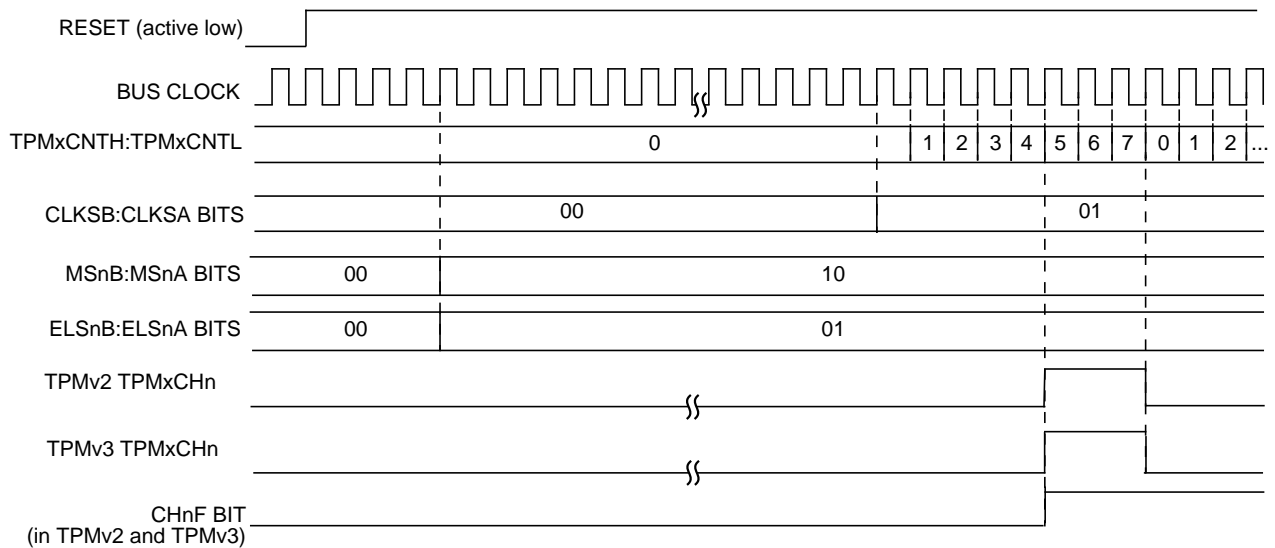 RESET (active low)
BUS CLOCK
TPMxCNTH:TPMxCNTL 0 1 2 3 4 5 6 7 0 1 2 ...
CLKSB:CLKSA BITS 00 01
MSnB:MSnA BITS 00 10
ELSnB:ELSnA BITS 00 01
TPMv2 TPMxCHn
TPMv3 TPMxCHn
CHnF BIT
(in TPMv2 and TPMv3)